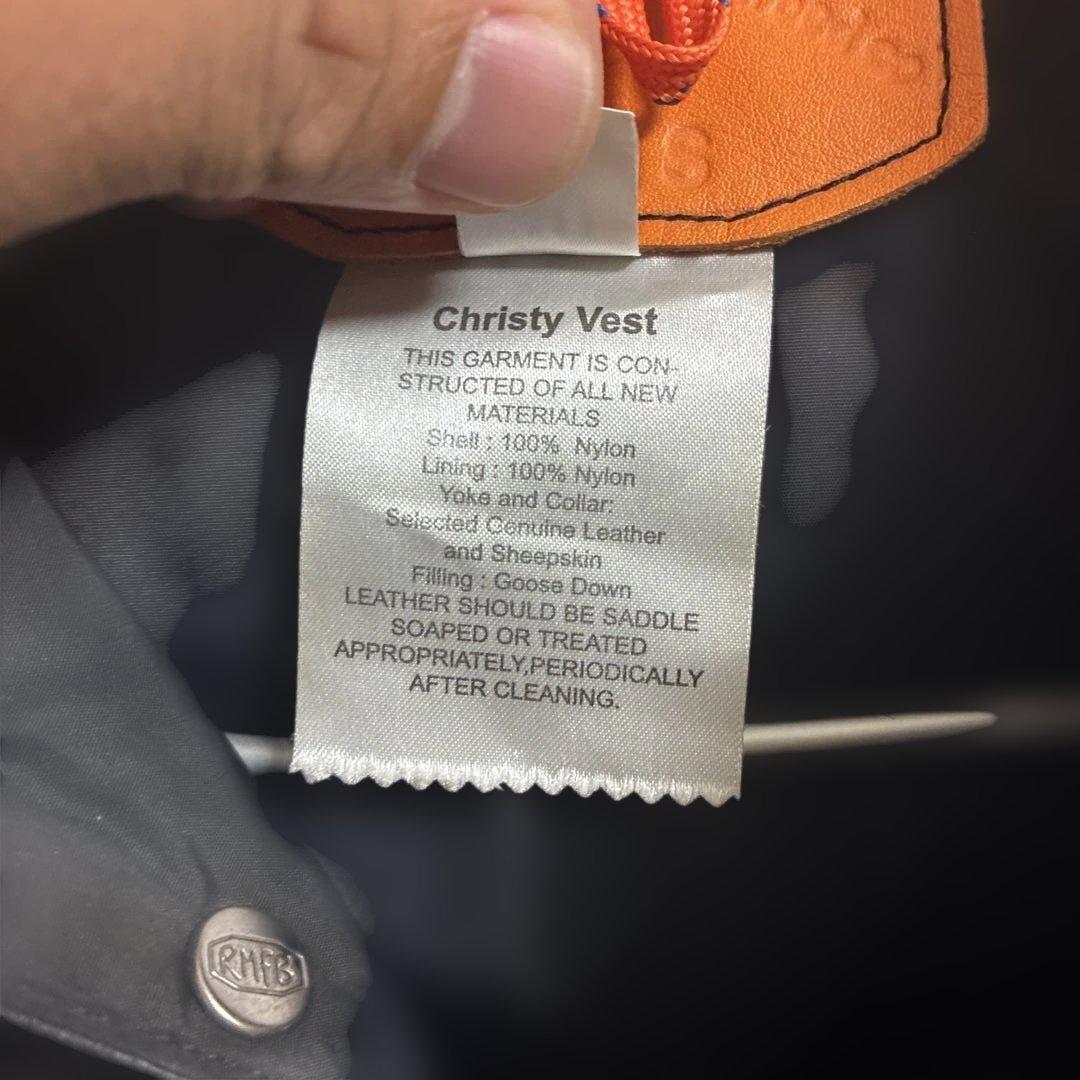 S
Christy Vest
THIS GARMENT IS CON-
STRUCTED OF ALL NEW
MATERIALS
Shell : 100% Nylon
Lining : 100% Nylon
Yoke and Collar:
Selected Genuine Leather
and Sheepskin
Filling : Goose Down
LEATHER SHOULD BE SADDLE
SOAPED OR TREATED
APPROPRIATELY,PERIODICALLY
AFTER CLEANING.
RMFB